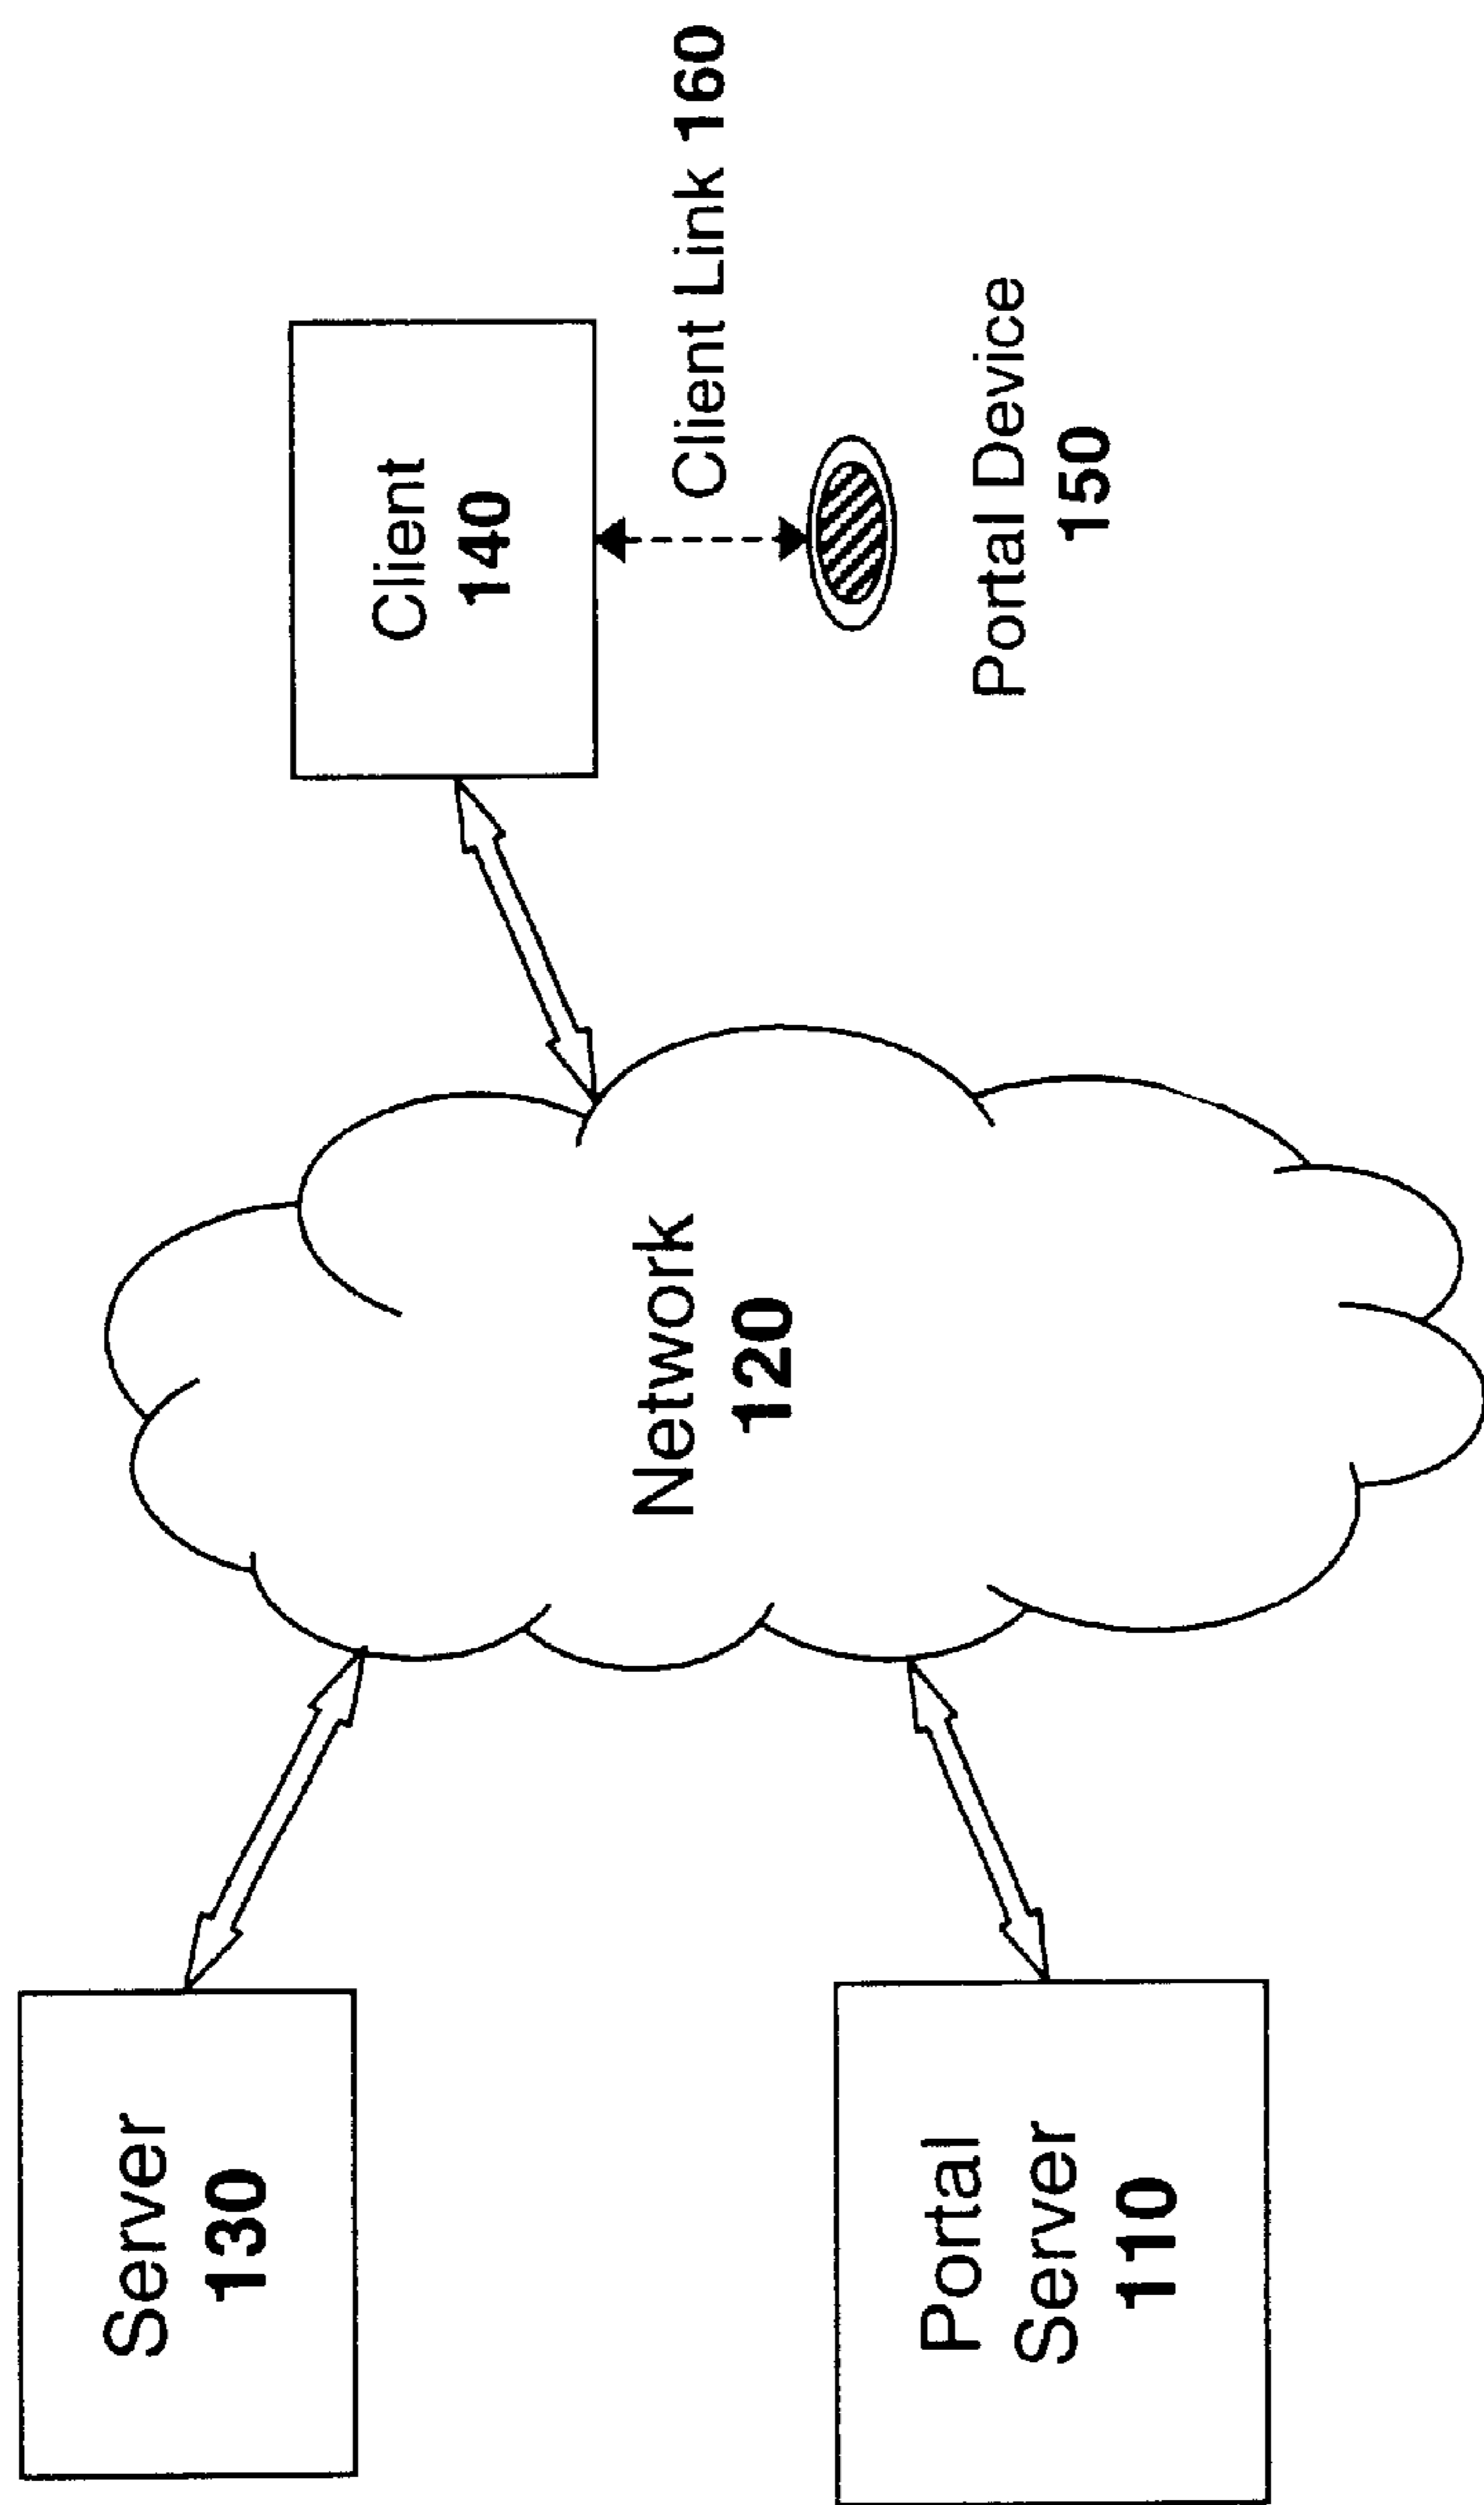 Server
130
Portal
Server
110
Network
120
Client
140
Client Link 160
Portal Device
150